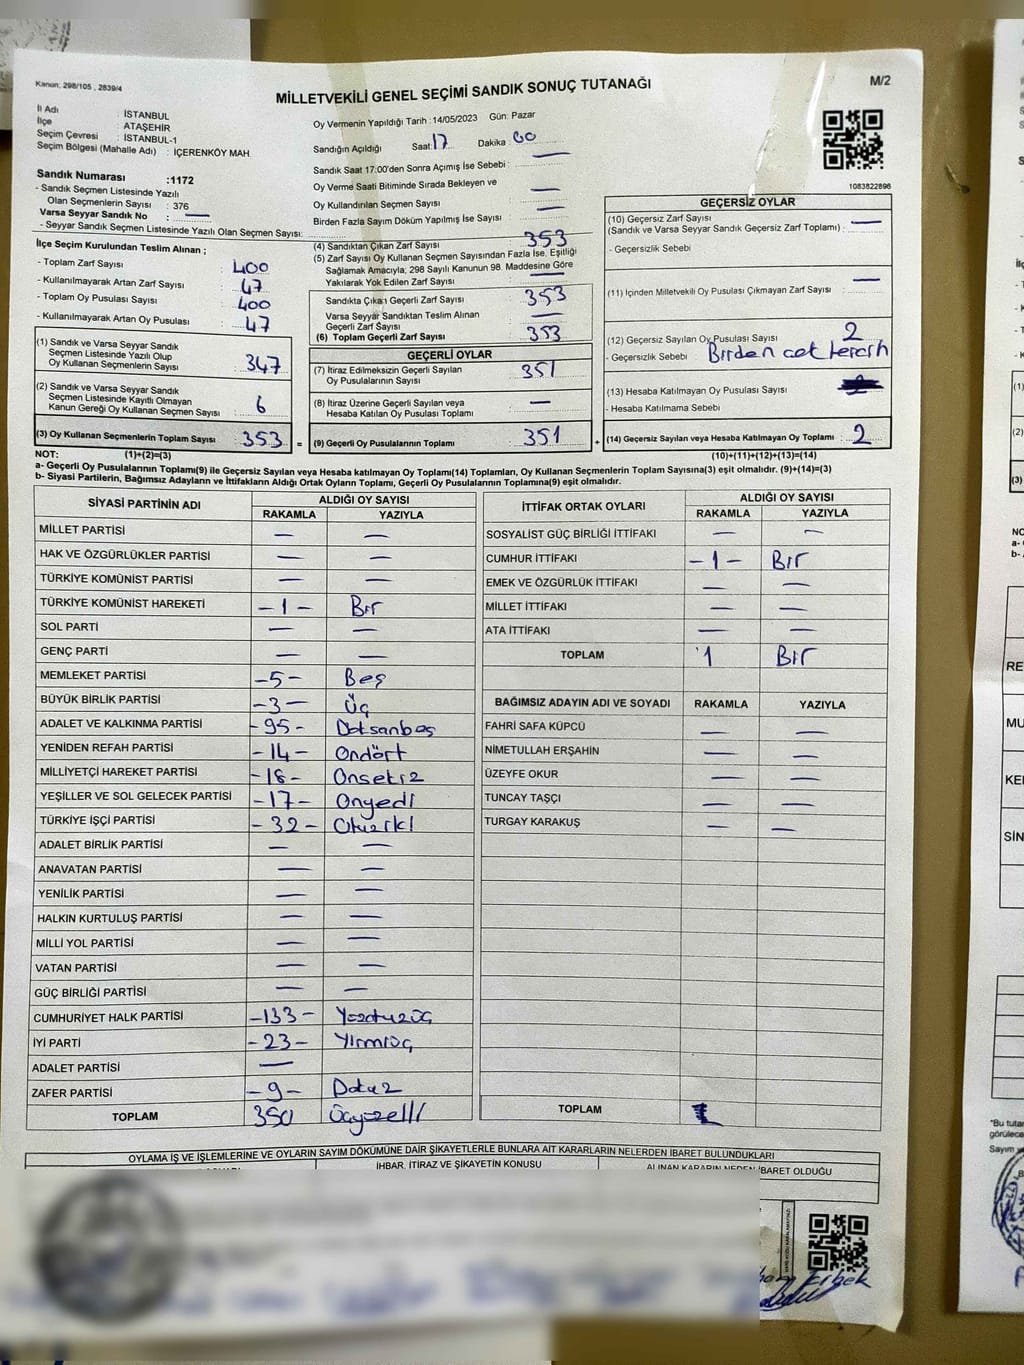 Kanun: 298/105 , 2839/4
MİLLETVEKİLİ GENEL SEÇİMİ SANDIK SONUÇ TUTANAĞI
M/2
İl Adı : İSTANBUL
İlçe : ATAŞEHİR
Seçim Çevresi : İSTANBUL-1
Seçim Bölgesi (Mahalle Adı) : İÇERENKÖY MAH.
Sandık Numarası :1172
- Sandık Seçmen Listesinde Yazılı
Olan Seçmenlerin Sayısı : 376
Varsa Seyyar Sandık No : —
- Seyyar Sandık Seçmen Listesinde Yazılı Olan Seçmen Sayısı:
Oy Vermenin Yapıldığı Tarih : 14/05/2023 Gün: Pazar
Sandığın Açıldığı Saat: 17 Dakika 00
Sandık Saat 17:00'den Sonra Açımış İse Sebebi : —
Oy Verme Saati Bitiminde Sırada Bekleyen ve
Oy Kullandırılan Seçmen Sayısı : —
Birden Fazla Sayım Döküm Yapılmış İse Sayısı : —
1083822896
İlçe Seçim Kurulundan Teslim Alınan ;
- Toplam Zarf Sayısı : 400
- Kullanılmayarak Artan Zarf Sayısı : 47
- Toplam Oy Pusulası Sayısı : 400
- Kullanılmayarak Artan Oy Pusulası : 47
(4) Sandıktan Çıkan Zarf Sayısı 353
(5) Zarf Sayısı Oy Kullanan Seçmen Sayısından Fazla İse, Eşitliği
Sağlamak Amacıyla; 298 Sayılı Kanunun 98. Maddesine Göre
Yakılarak Yok Edilen Zarf Sayısı : —
Sandıkta Çıkan Geçerli Zarf Sayısı : 353
Varsa Seyyar Sandıktan Teslim Alınan
Geçerli Zarf Sayısı : —
(6) Toplam Geçerli Zarf Sayısı : 353
GEÇERSİZ OYLAR
(10) Geçersiz Zarf Sayısı
(Sandık ve Varsa Seyyar Sandık Geçersiz Zarf Toplamı) : —
- Geçersizlik Sebebi
(11) İçinden Milletvekili Oy Pusulası Çıkmayan Zarf Sayısı : —
(12) Geçersiz Sayılan Oy Pusulası Sayısı : 2
- Geçersizlik Sebebi : Birden çok tercih
(13) Hesaba Katılmayan Oy Pusulası Sayısı
- Hesaba Katılmama Sebebi
(14) Geçersiz Sayılan veya Hesaba Katılmayan Oy Toplamı : 2
(10)+(11)+(12)+(13)=(14)
(1) Sandık ve Varsa Seyyar Sandık
Seçmen Listesinde Yazılı Olup
Oy Kullanan Seçmenlerin Sayısı : 347
(2) Sandık ve Varsa Seyyar Sandık
Seçmen Listesinde Kayıtlı Olmayan
Kanun Gereği Oy Kullanan Seçmen Sayısı : 6
(3) Oy Kullanan Seçmenlerin Toplam Sayısı : 353 =
GEÇERLİ OYLAR
(7) İtiraz Edilmeksizin Geçerli Sayılan
Oy Pusulalarının Sayısı : 351
(8) İtiraz Üzerine Geçerli Sayılan veya
Hesaba Katılan Oy Pusulası Toplamı : —
(9) Geçerli Oy Pusulalarının Toplamı : 351 +
NOT: (1)+(2)=(3)
a- Geçerli Oy Pusulalarının Toplamı(9) ile Geçersiz Sayılan veya Hesaba katılmayan Oy Toplamı(14) Toplamları, Oy Kullanan Seçmenlerin Toplam Sayısına(3) eşit olmalıdır. (9)+(14)=(3)
b- Siyasi Partilerin, Bağımsız Adayların ve İttifakların Aldığı Ortak Oyların Toplamı, Geçerli Oy Pusulalarının Toplamına(9) eşit olmalıdır.
SİYASİ PARTİNİN ADI ALDIĞI OY SAYISI
RAKAMLA YAZIYLA
MİLLET PARTİSİ — —
HAK VE ÖZGÜRLÜKLER PARTİSİ — —
TÜRKİYE KOMÜNİST PARTİSİ — —
TÜRKİYE KOMÜNİST HAREKETİ -1- Bir
SOL PARTİ — —
GENÇ PARTİ — —
MEMLEKET PARTİSİ -5- Beş
BÜYÜK BİRLİK PARTİSİ -3- Üç
ADALET VE KALKINMA PARTİSİ -95- Doksanbeş
YENİDEN REFAH PARTİSİ -14- Ondört
MİLLİYETÇİ HAREKET PARTİSİ -18- Onsekiz
YEŞİLLER VE SOL GELECEK PARTİSİ -17- Onyedi
TÜRKİYE İŞÇİ PARTİSİ -32- Otuziki
ADALET BİRLİK PARTİSİ — —
ANAVATAN PARTİSİ — —
YENİLİK PARTİSİ — —
HALKIN KURTULUŞ PARTİSİ — —
MİLLİ YOL PARTİSİ — —
VATAN PARTİSİ — —
GÜÇ BİRLİĞİ PARTİSİ — —
CUMHURİYET HALK PARTİSİ -133- Yüzotuzüç
İYİ PARTİ -23- Yirmiüç
ADALET PARTİSİ —
ZAFER PARTİSİ -9- Dokuz
TOPLAM 350 Üçyüzelli
İTTİFAK ORTAK OYLARI ALDIĞI OY SAYISI
RAKAMLA YAZIYLA
SOSYALİST GÜÇ BİRLİĞİ İTTİFAKI — —
CUMHUR İTTİFAKI -1- Bir
EMEK VE ÖZGÜRLÜK İTTİFAKI — —
MİLLET İTTİFAKI — —
ATA İTTİFAKI — —
TOPLAM 1 Bir
BAĞIMSIZ ADAYIN ADI VE SOYADI RAKAMLA YAZIYLA
FAHRİ SAFA KÜPCÜ — —
NİMETULLAH ERŞAHİN — —
ÜZEYFE OKUR — —
TUNCAY TAŞÇI — —
TURGAY KARAKUŞ — —
TOPLAM
OYLAMA İŞ VE İŞLEMLERİNE VE OYLARIN SAYIM DÖKÜMÜNE DAİR ŞİKAYETLERLE BUNLARA AİT KARARLARIN NELERDEN İBARET BULUNDUKLARI
İHBAR, İTİRAZ VE ŞİKAYETİN KONUSU
ALINAN KARARIN NEDEN İBARET OLDUĞU